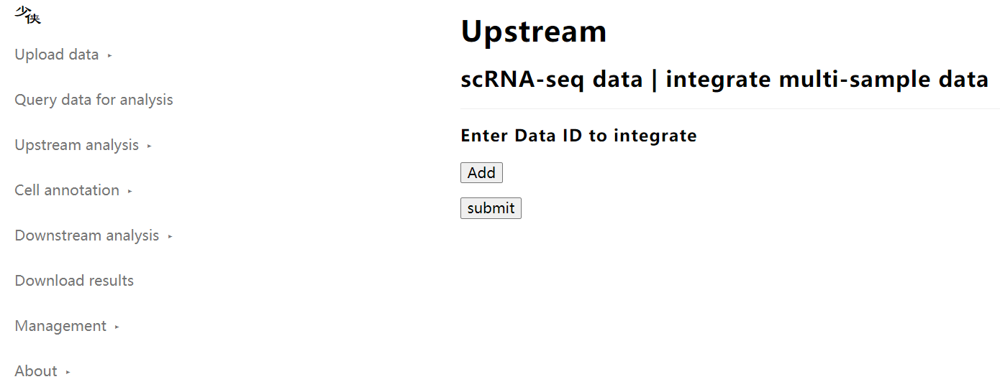 少侠
Upload data ▸
Query data for analysis
Upstream analysis ▸
Cell annotation ▸
Downstream analysis ▸
Download results
Management ▸
About ▸
Upstream
scRNA-seq data | integrate multi-sample data
Enter Data ID to integrate
Add
submit